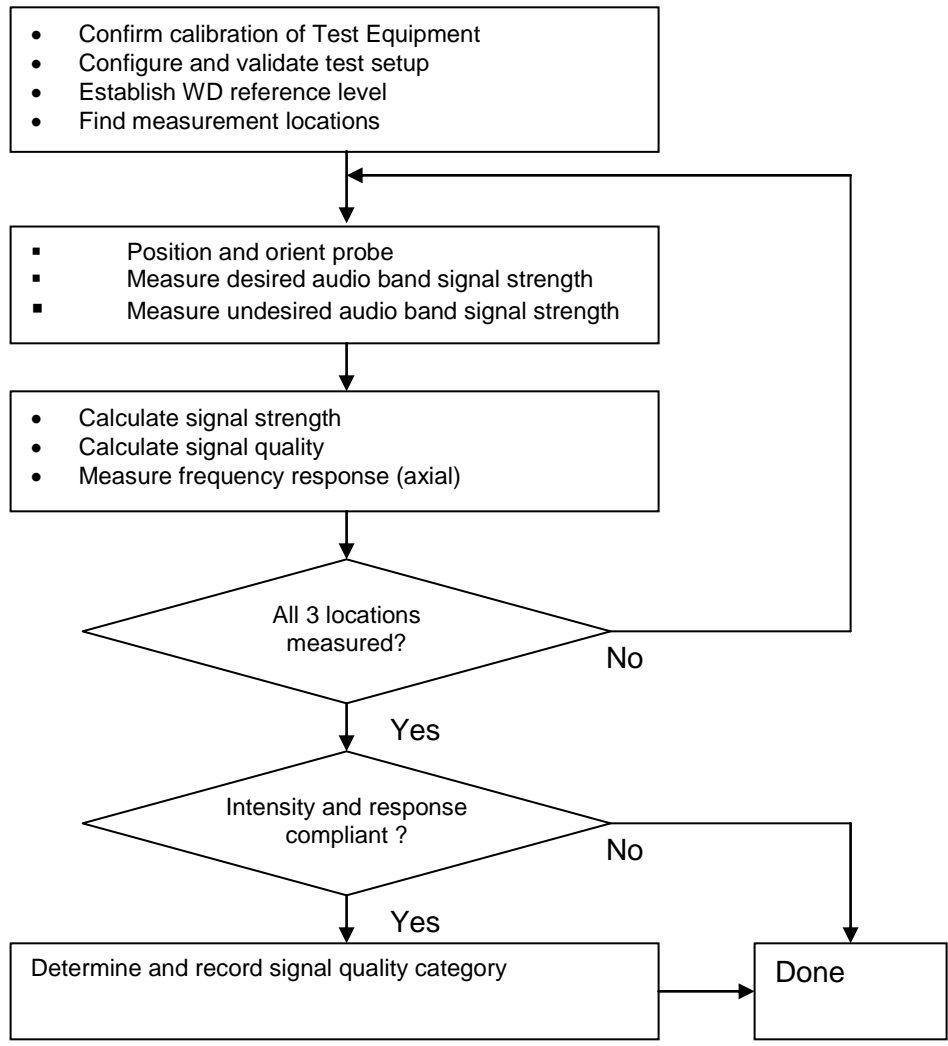 • Confirm calibration of Test Equipment
• Configure and validate test setup
• Establish WD reference level
• Find measurement locations
▪ Position and orient probe
▪ Measure desired audio band signal strength
▪ Measure undesired audio band signal strength
• Calculate signal strength
• Calculate signal quality
• Measure frequency response (axial)
All 3 locations
measured?
No
Yes
Intensity and response
compliant ?
No
Yes
Determine and record signal quality category
Done